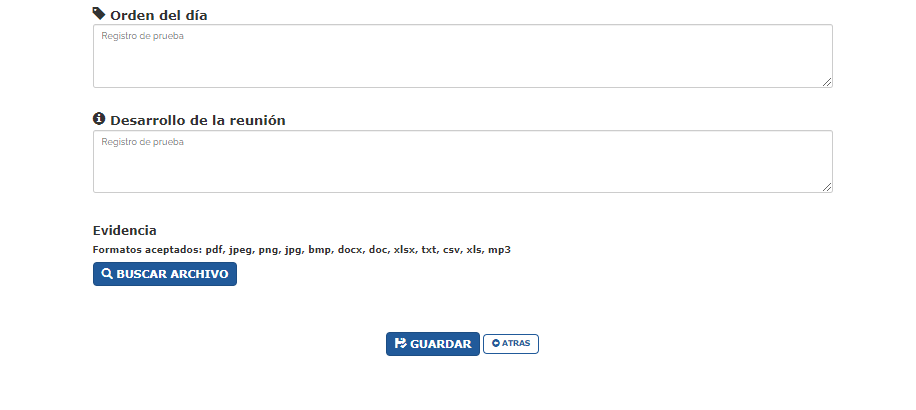 Orden del día
Registro de prueba
Desarrollo de la reunión
Registro de prueba
Evidencia
Formatos aceptados: pdf, jpeg, png, jpg, bmp, docx, doc, xlsx, txt, csv, xls, mp3
BUSCAR ARCHIVO
GUARDAR ATRAS